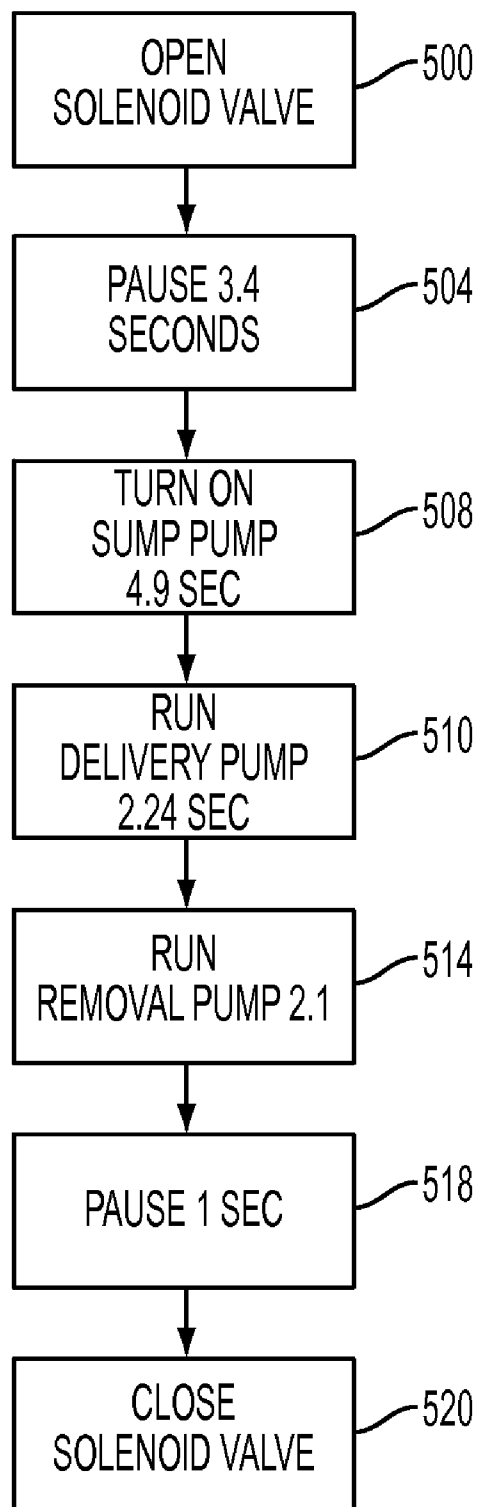 OPEN
SOLENOID VALVE
500
PAUSE 3.4
SECONDS
504
TURN ON
SUMP PUMP
4.9 SEC
508
RUN
DELIVERY PUMP
2.24 SEC
510
RUN
REMOVAL PUMP 2.1
514
PAUSE 1 SEC
518
CLOSE
SOLENOID VALVE
520